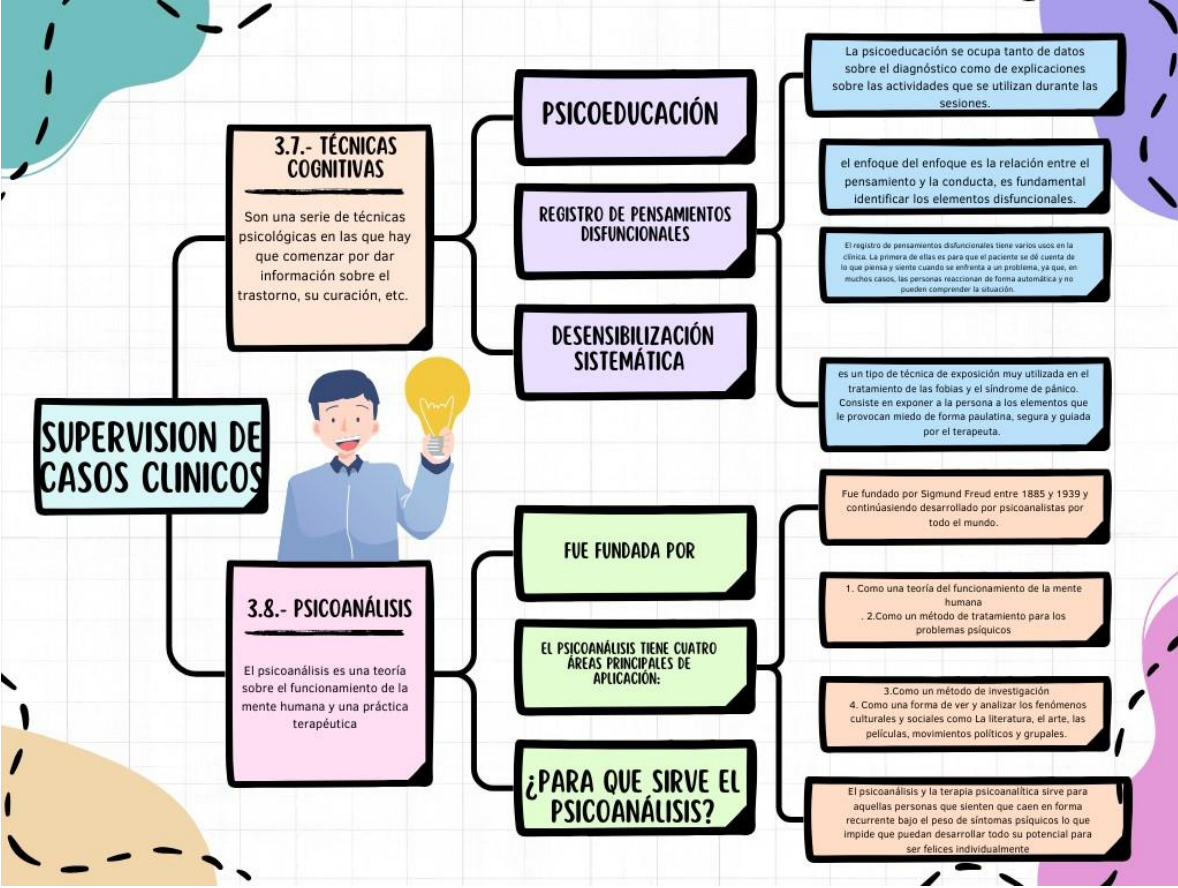 SUPERVISION DE
CASOS CLINICOS
3.7.- TÉCNICAS
COGNITIVAS
Son una serie de técnicas
psicológicas en las que hay
que comenzar por dar
información sobre el
trastorno, su curación, etc.
PSICOEDUCACIÓN
REGISTRO DE PENSAMIENTOS
DISFUNCIONALES
DESENSIBILIZACIÓN
SISTEMÁTICA
La psicoeducación se ocupa tanto de datos
sobre el diagnóstico como de explicaciones
sobre las actividades que se utilizan durante las
sesiones.
el enfoque del enfoque es la relación entre el
pensamiento y la conducta, es fundamental
identificar los elementos disfuncionales.
El registro de pensamientos disfuncionales tiene varios usos en la
clínica. La primera de ellas es para que el paciente se dé cuenta de
lo que piensa y siente cuando se enfrenta a un problema, ya que, en
muchos casos, las personas reaccionan de forma automática y no
pueden comprender la situación.
es un tipo de técnica de exposición muy utilizada en el
tratamiento de las fobias y el síndrome de pánico.
Consiste en exponer a la persona a los elementos que
le provocan miedo de forma paulatina, segura y guiada
por el terapeuta.
3.8.- PSICOANÁLISIS
El psicoanálisis es una teoría
sobre el funcionamiento de la
mente humana y una práctica
terapéutica
FUE FUNDADA POR
EL PSICOANÁLISIS TIENE CUATRO
ÁREAS PRINCIPALES DE
APLICACIÓN:
¿PARA QUE SIRVE EL
PSICOANÁLISIS?
Fue fundado por Sigmund Freud entre 1885 y 1939 y
continúasiendo desarrollado por psicoanalistas por
todo el mundo.
1. Como una teoría del funcionamiento de la mente
humana
. 2.Como un método de tratamiento para los
problemas psíquicos
3.Como un método de investigación
4. Como una forma de ver y analizar los fenómenos
culturales y sociales como La literatura, el arte, las
películas, movimientos políticos y grupales.
El psicoanálisis y la terapia psicoanalítica sirve para
aquellas personas que sienten que caen en forma
recurrente bajo el peso de síntomas psíquicos lo que
impide que puedan desarrollar todo su potencial para
ser felices individualmente